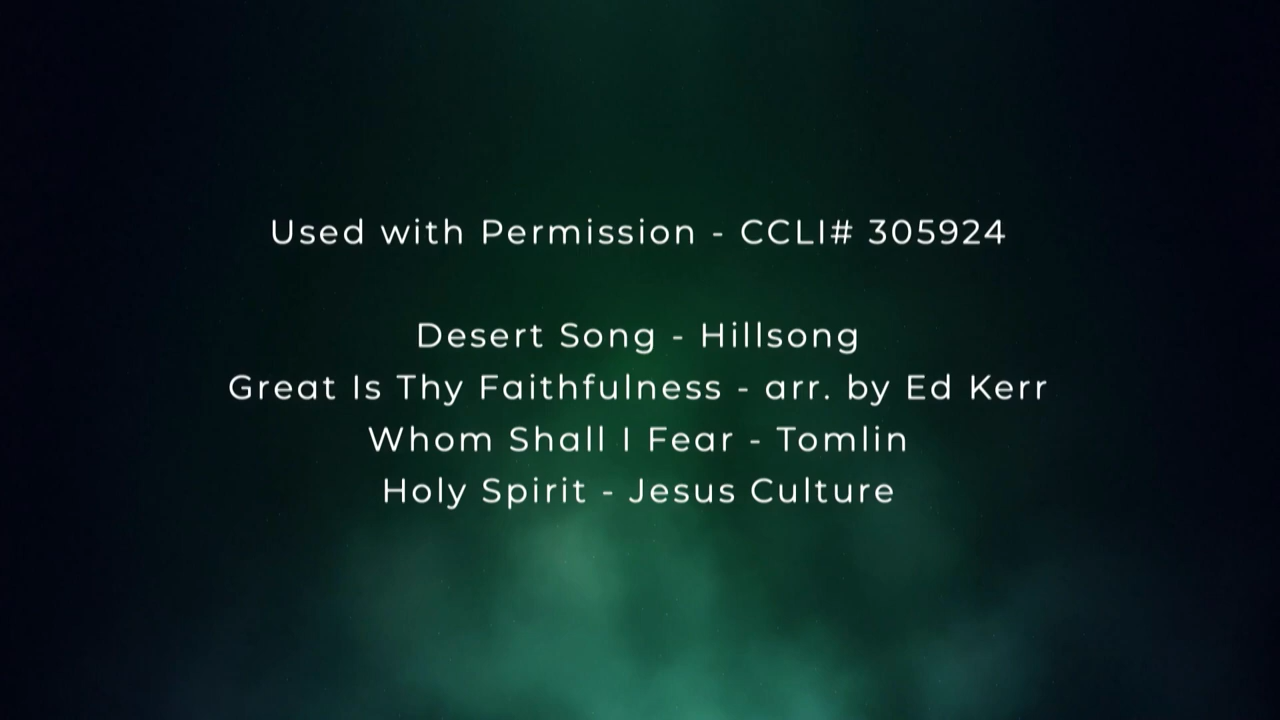 Used with Permission - CCLI# 305924
Desert Song - Hillsong
Great Is Thy Faithfulness - arr. by Ed Kerr
Whom Shall I Fear - Tomlin
Holy Spirit - Jesus Culture